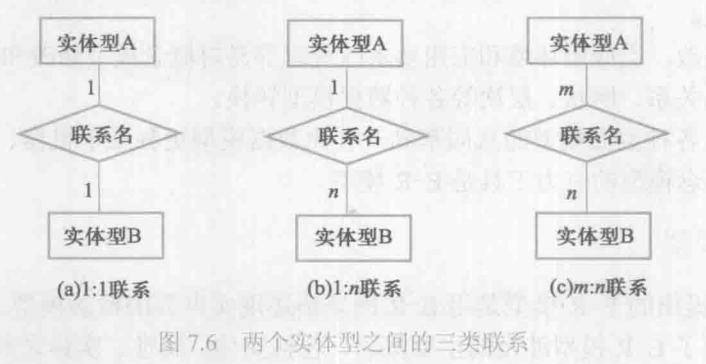 实体型A 实体型A 实体型A
1 1 m
联系名 联系名 联系名
1 n n
实体型B 实体型B 实体型B
(a)1:1联系 (b)1:n联系 (c)m:n联系
图 7.6 两个实体型之间的三类联系